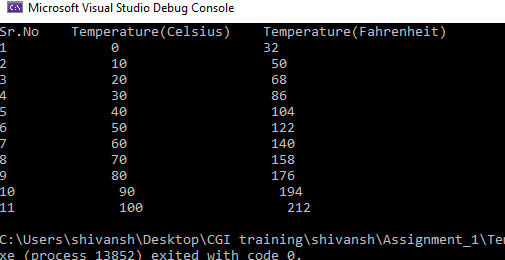 Microsoft Visual Studio Debug Console
Sr.No Temperature(Celsius) Temperature(Fahrenheit)
1 0 32
2 10 50
3 20 68
4 30 86
5 40 104
6 50 122
7 60 140
8 70 158
9 80 176
10 90 194
11 100 212
C:\Users\shivansh\Desktop\CGI training\shivansh\Assignment_1\Te
xe (process 13852) exited with code 0.